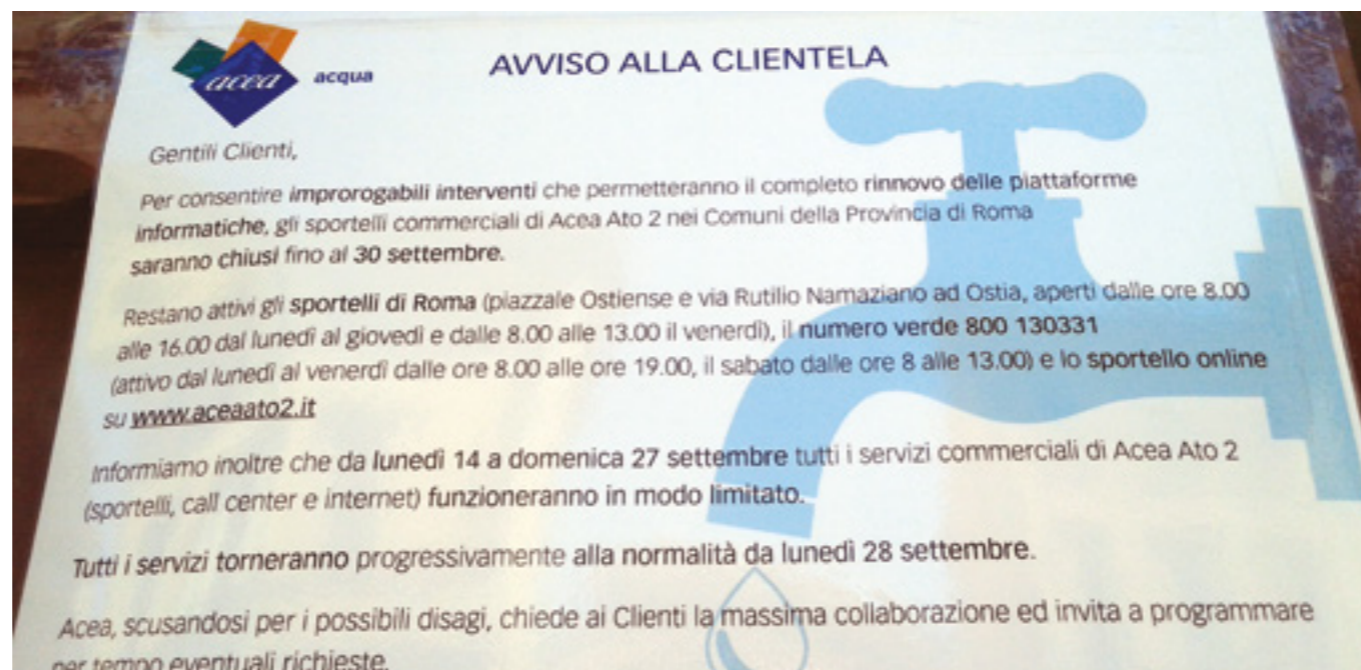 acea acqua
AVVISO ALLA CLIENTELA
Gentili Clienti,
Per consentire improrogabili interventi che permetteranno il completo rinnovo delle piattaforme
informatiche, gli sportelli commerciali di Acea Ato 2 nei Comuni della Provincia di Roma
saranno chiusi fino al 30 settembre.
Restano attivi gli sportelli di Roma (piazzale Ostiense e via Rutilio Namaziano ad Ostia, aperti dalle ore 8.00
alle 16.00 dal lunedì al giovedì e dalle 8.00 alle 13.00 il venerdì), il numero verde 800 130331
(attivo dal lunedì al venerdì dalle ore 8.00 alle ore 19.00, il sabato dalle ore 8 alle 13.00) e lo sportello online
su www.aceaato2.it
Informiamo inoltre che da lunedì 14 a domenica 27 settembre tutti i servizi commerciali di Acea Ato 2
(sportelli, call center e internet) funzioneranno in modo limitato.
Tutti i servizi torneranno progressivamente alla normalità da lunedì 28 settembre.
Acea, scusandosi per i possibili disagi, chiede ai Clienti la massima collaborazione ed invita a programmare
per tempo eventuali richieste.